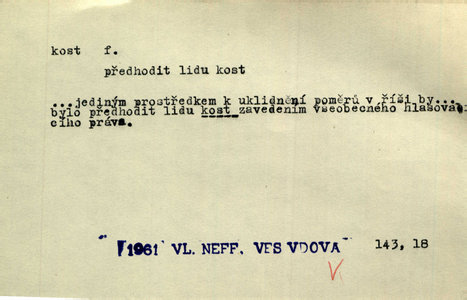 kost   f.
předhodit lidu kost
...jediným prostředkem k uklidnění poměrů v říši by...
bylo předhodit lidu kost zavedením všeobecného hlasova
cího práva.
1961 VL. NEFF, VES VDOVA 143, 18
V